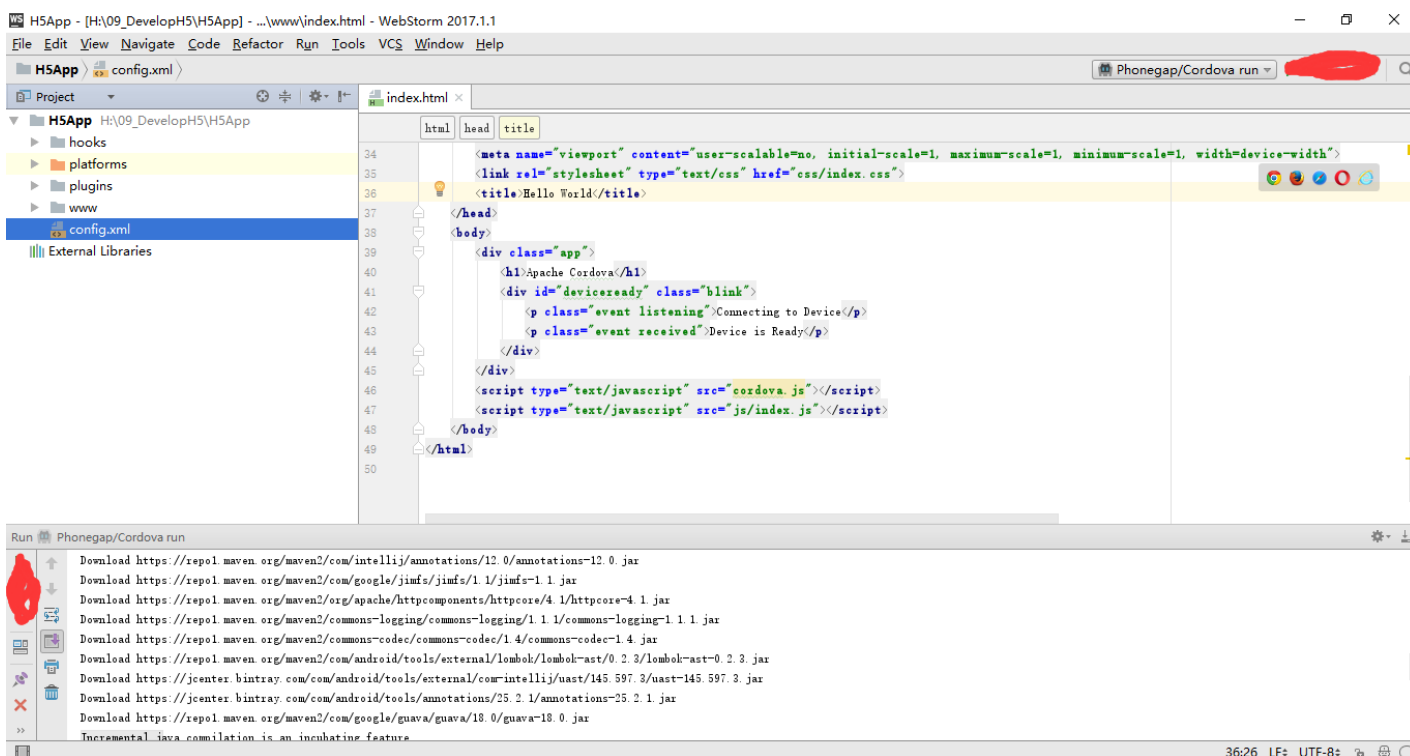 WS H5App - [H:\09_DevelopH5\H5App] - ...\www\index.html - WebStorm 2017.1.1
File Edit View Navigate Code Refactor Run Tools VCS Window Help
H5App config.xml Phonegap/Cordova run
Project index.html ×
H5App H:\09_DevelopH5\H5App
hooks
platforms
plugins
www
config.xml
External Libraries
html head title
34 <meta name="viewport" content="user-scalable=no, initial-scale=1, maximum-scale=1, minimum-scale=1, width=device-width">
35 <link rel="stylesheet" type="text/css" href="css/index.css">
36 <title>Hello World</title>
37 </head>
38 <body>
39 <div class="app">
40 <h1>Apache Cordova</h1>
41 <div id="deviceready" class="blink">
42 <p class="event listening">Connecting to Device</p>
43 <p class="event received">Device is Ready</p>
44 </div>
45 </div>
46 <script type="text/javascript" src="cordova.js"></script>
47 <script type="text/javascript" src="js/index.js"></script>
48 </body>
49 </html>
50
Run Phonegap/Cordova run
Download https://repo1.maven.org/maven2/com/intellij/annotations/12.0/annotations-12.0.jar
Download https://repo1.maven.org/maven2/com/google/jimfs/jimfs/1.1/jimfs-1.1.jar
Download https://repo1.maven.org/maven2/org/apache/httpcomponents/httpcore/4.1/httpcore-4.1.jar
Download https://repo1.maven.org/maven2/commons-logging/commons-logging/1.1.1/commons-logging-1.1.1.jar
Download https://repo1.maven.org/maven2/commons-codec/commons-codec/1.4/commons-codec-1.4.jar
Download https://repo1.maven.org/maven2/com/android/tools/external/lombok/lombok-ast/0.2.3/lombok-ast-0.2.3.jar
Download https://jcenter.bintray.com/com/android/tools/external/com-intellij/uast/145.597.3/uast-145.597.3.jar
Download https://jcenter.bintray.com/com/android/tools/annotations/25.2.1/annotations-25.2.1.jar
Download https://repo1.maven.org/maven2/com/google/guava/guava/18.0/guava-18.0.jar
Incremental java compilation is an incubating feature
36:26 LF UTF-8